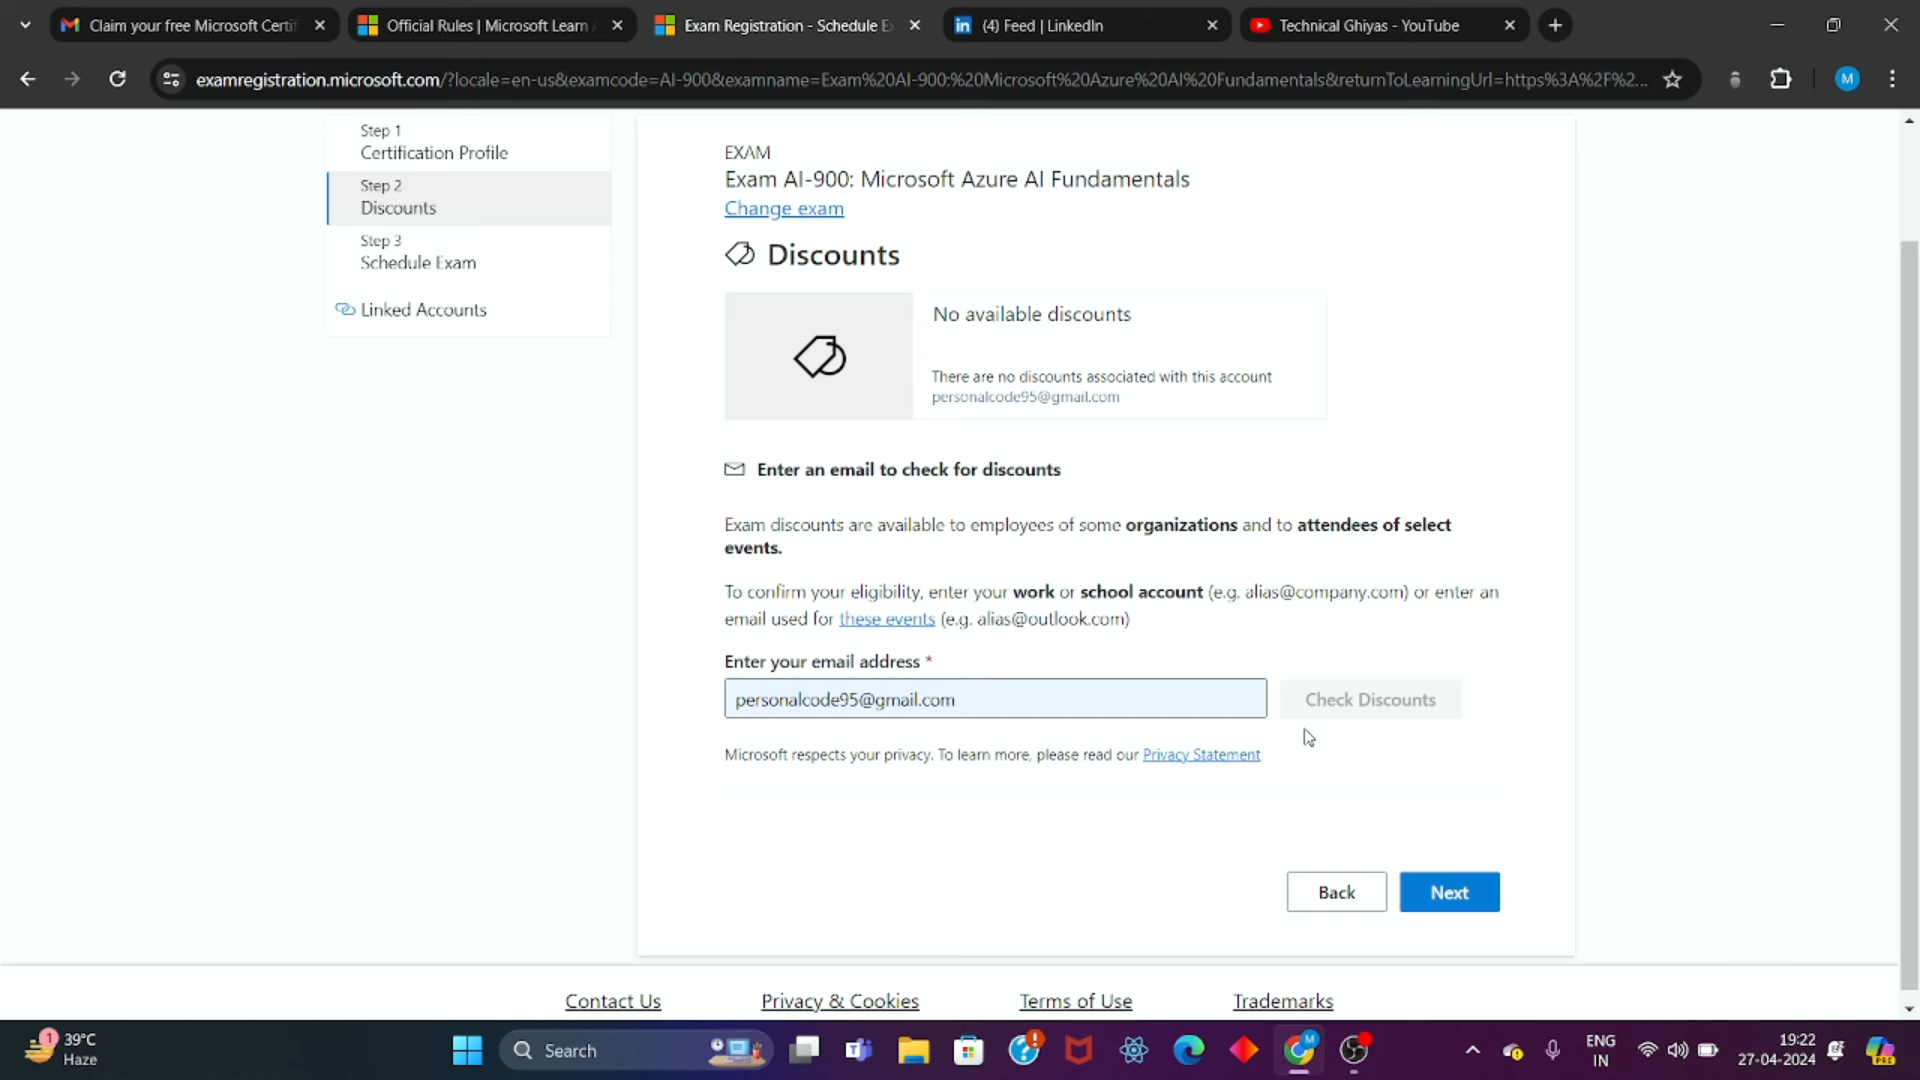 Claim your free Microsoft Certif
Official Rules | Microsoft Learn
Exam Registration - Schedule E
(4) Feed | LinkedIn
Technical Ghiyas - YouTube
examregistration.microsoft.com/?locale=en-us&examcode=AI-900&examname=Exam%20AI-900:%20Microsoft%20Azure%20AI%20Fundamentals&returnToLearningUrl=https%3A%2F%2...
M
Step 1
Certification Profile
Step 2
Discounts
Step 3
Schedule Exam
Linked Accounts
EXAM
Exam AI-900: Microsoft Azure AI Fundamentals
Change exam
Discounts
No available discounts
There are no discounts associated with this account
personalcode95@gmail.com
Enter an email to check for discounts
Exam discounts are available to employees of some organizations and to attendees of select
events.
To confirm your eligibility, enter your work or school account (e.g. alias@company.com) or enter an
email used for these events (e.g. alias@outlook.com)
Enter your email address *
personalcode95@gmail.com
Check Discounts
Microsoft respects your privacy. To learn more, please read our Privacy Statement
Back
Next
Contact Us
Privacy & Cookies
Terms of Use
Trademarks
1
39°C
Haze
Search
ENG
IN
19:22
27-04-2024
PRE